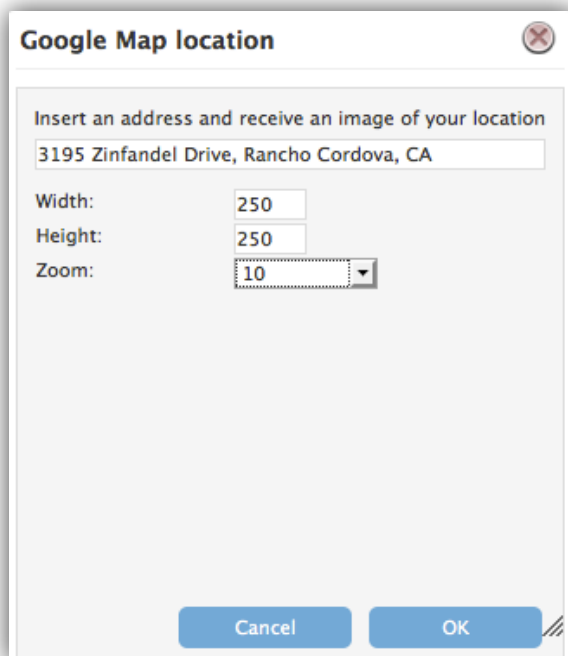 Google Map location
Insert an address and receive an image of your location
3195 Zinfandel Drive, Rancho Cordova, CA
Width: 250
Height: 250
Zoom: 10
Cancel OK